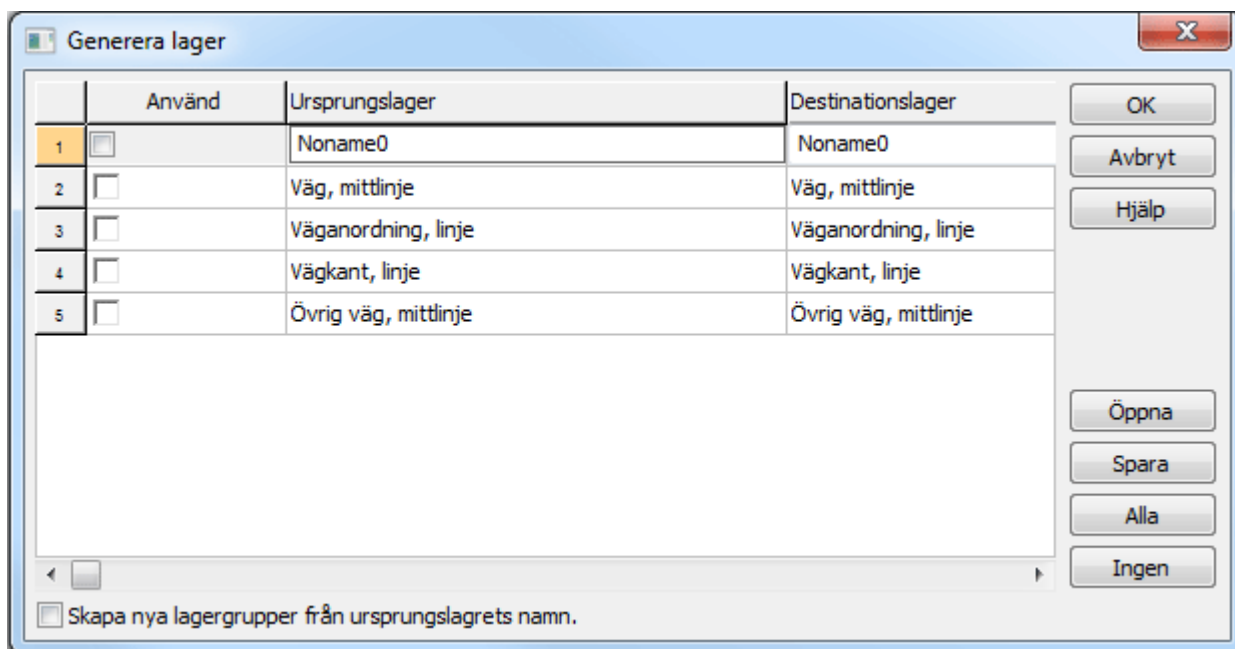 Generera lager
Använd Ursprungslager Destinationslager
1 Noname0 Noname0
2 Väg, mittlinje Väg, mittlinje
3 Väganordning, linje Väganordning, linje
4 Vägkant, linje Vägkant, linje
5 Övrig väg, mittlinje Övrig väg, mittlinje
OK
Avbryt
Hjälp
Öppna
Spara
Alla
Ingen
Skapa nya lagergrupper från ursprungslagrets namn.